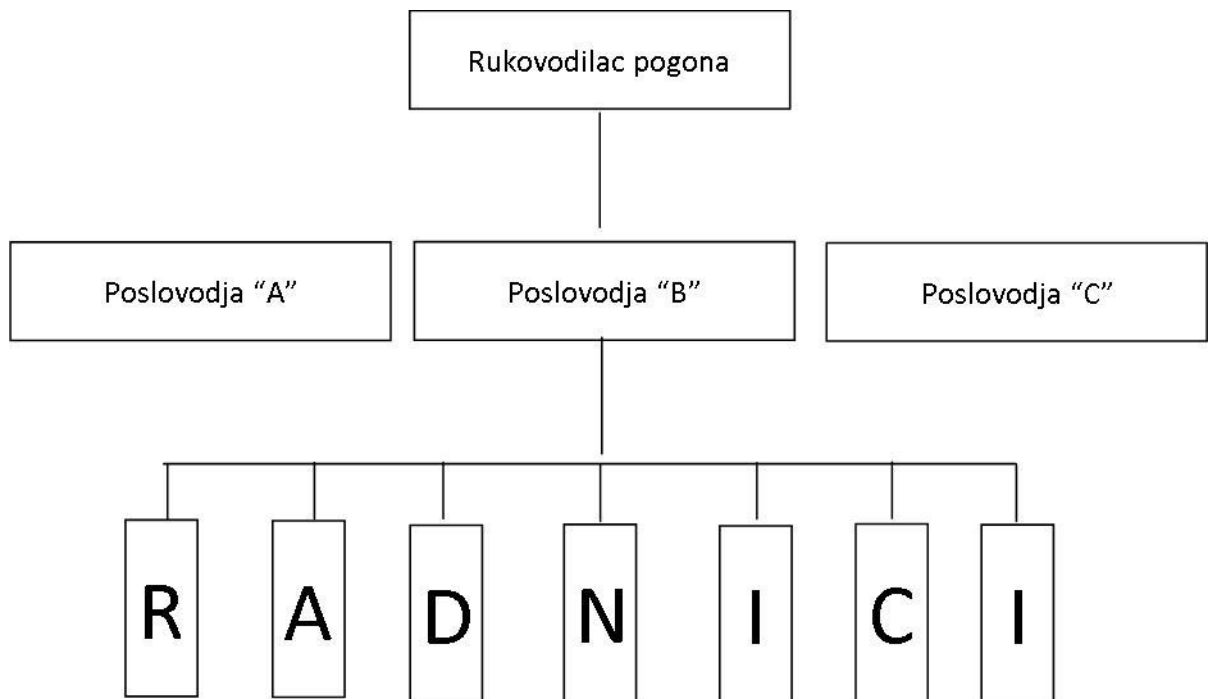 Rukovodilac pogona
Poslovodja “A”
Poslovodja “B”
Poslovodja “C”
R A D N I C I